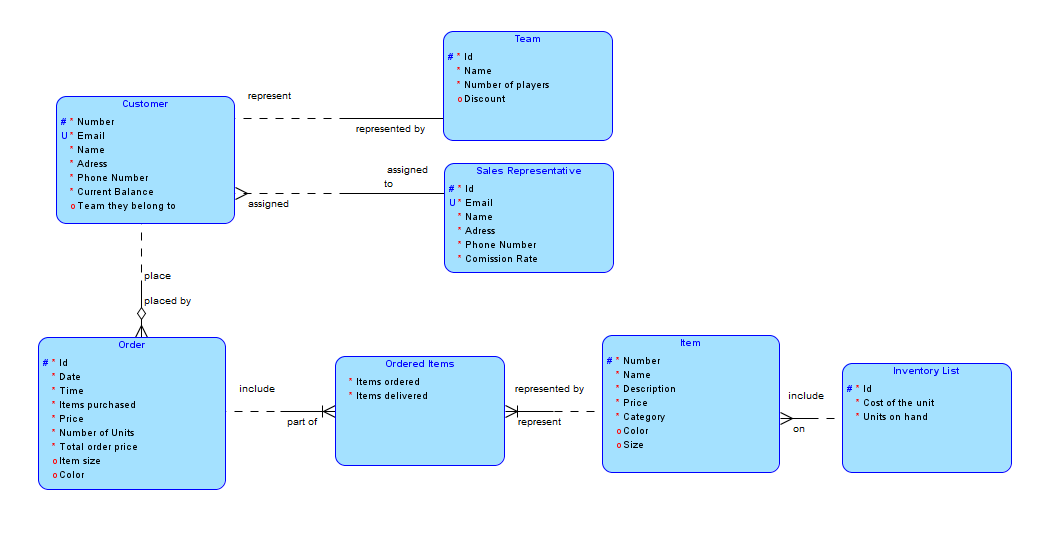 Team
# * Id
* Name
* Number of players
o Discount
represent
represented by
Customer
# * Number
U * Email
* Name
* Adress
* Phone Number
* Current Balance
o Team they belong to
assigned
to
assigned
Sales Representative
# * Id
U * Email
* Name
* Adress
* Phone Number
* Comission Rate
place
placed by
Order
# * Id
* Date
* Time
* Items purchased
* Price
* Number of Units
* Total order price
o Item size
o Color
include
part of
Ordered Items
* Items ordered
* Items delivered
represented by
represent
Item
# * Number
* Name
* Description
* Price
* Category
o Color
o Size
include
on
Inventory List
# * Id
* Cost of the unit
* Units on hand